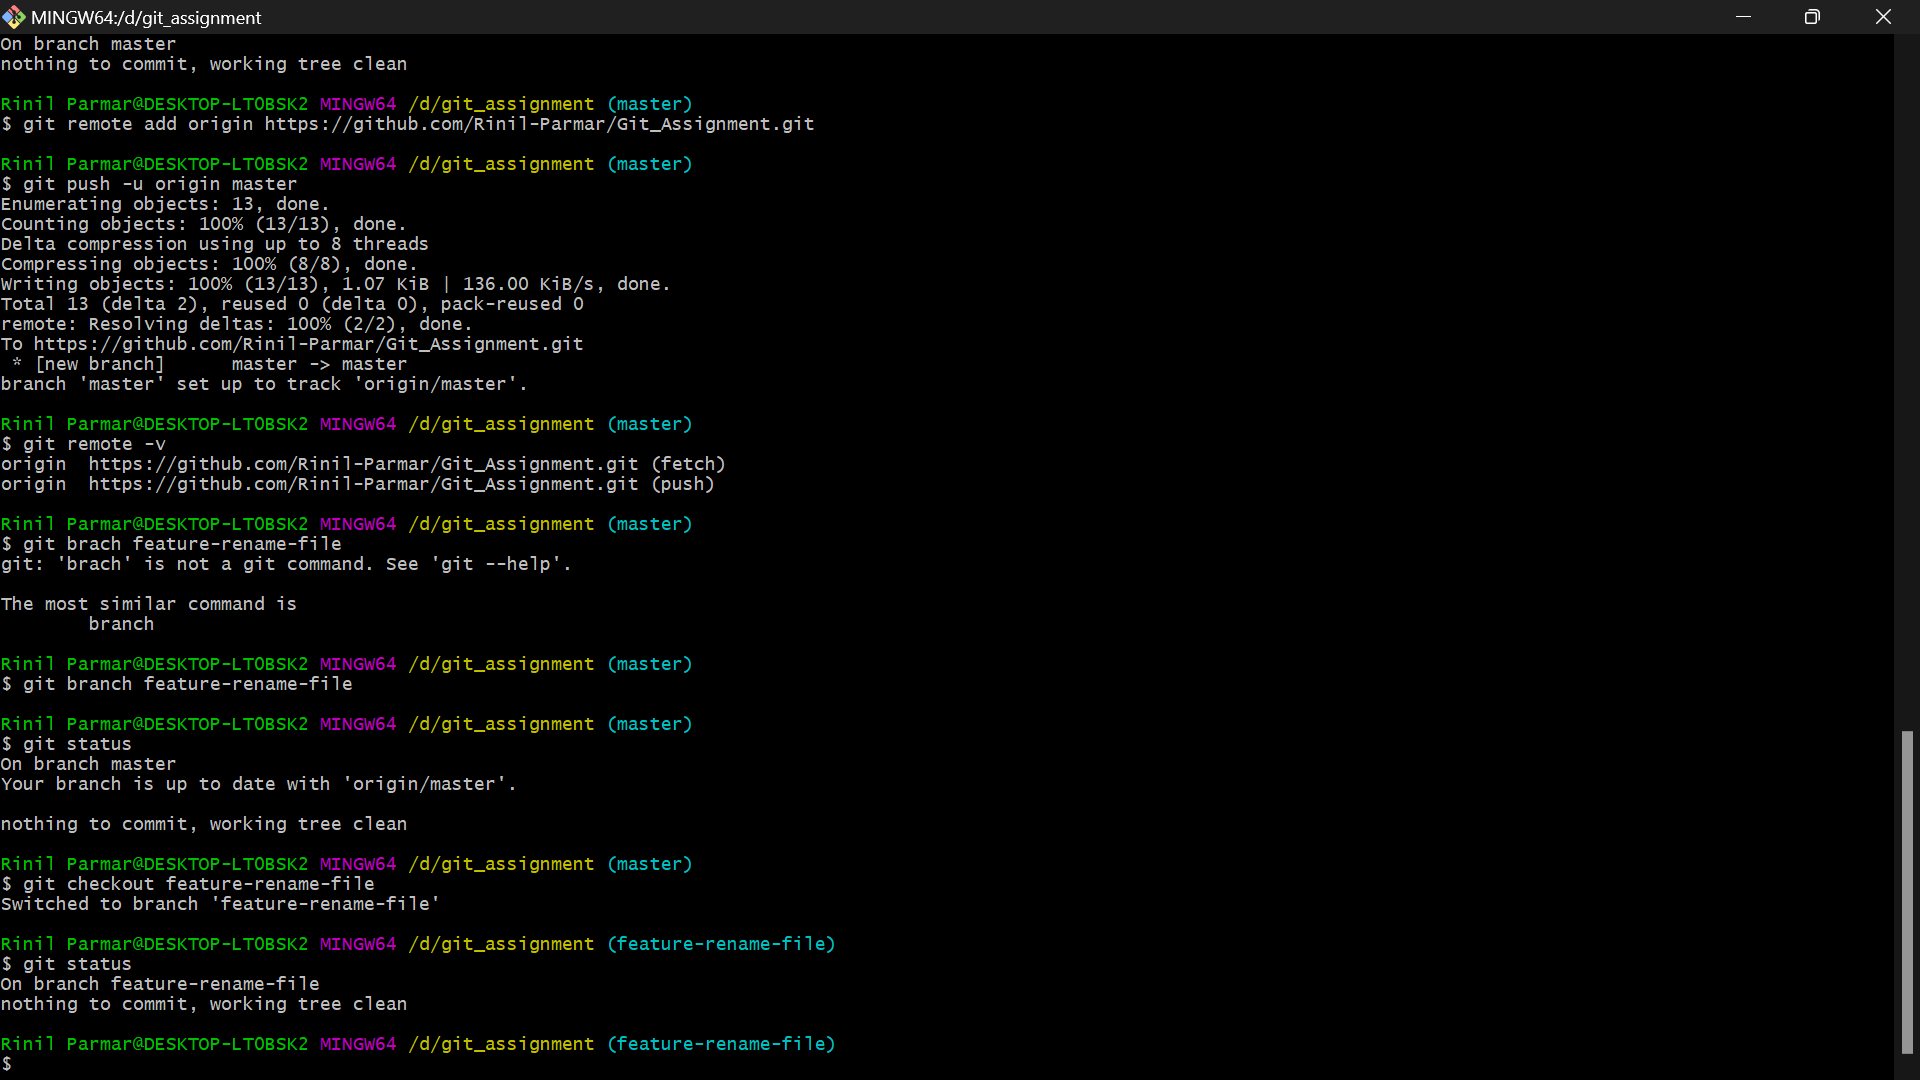 MINGW64:/d/git_assignment
On branch master
nothing to commit, working tree clean
Rinil Parmar@DESKTOP-LTOBSK2 MINGW64 /d/git_assignment (master)
$ git remote add origin https://github.com/Rinil-Parmar/Git_Assignment.git
Rinil Parmar@DESKTOP-LTOBSK2 MINGW64 /d/git_assignment (master)
$ git push -u origin master
Enumerating objects: 13, done.
Counting objects: 100% (13/13), done.
Delta compression using up to 8 threads
Compressing objects: 100% (8/8), done.
Writing objects: 100% (13/13), 1.07 KiB | 136.00 KiB/s, done.
Total 13 (delta 2), reused 0 (delta 0), pack-reused 0
remote: Resolving deltas: 100% (2/2), done.
To https://github.com/Rinil-Parmar/Git_Assignment.git
 * [new branch]      master -> master
branch 'master' set up to track 'origin/master'.
Rinil Parmar@DESKTOP-LTOBSK2 MINGW64 /d/git_assignment (master)
$ git remote -v
origin  https://github.com/Rinil-Parmar/Git_Assignment.git (fetch)
origin  https://github.com/Rinil-Parmar/Git_Assignment.git (push)
Rinil Parmar@DESKTOP-LTOBSK2 MINGW64 /d/git_assignment (master)
$ git brach feature-rename-file
git: 'brach' is not a git command. See 'git --help'.
The most similar command is
        branch
Rinil Parmar@DESKTOP-LTOBSK2 MINGW64 /d/git_assignment (master)
$ git branch feature-rename-file
Rinil Parmar@DESKTOP-LTOBSK2 MINGW64 /d/git_assignment (master)
$ git status
On branch master
Your branch is up to date with 'origin/master'.
nothing to commit, working tree clean
Rinil Parmar@DESKTOP-LTOBSK2 MINGW64 /d/git_assignment (master)
$ git checkout feature-rename-file
Switched to branch 'feature-rename-file'
Rinil Parmar@DESKTOP-LTOBSK2 MINGW64 /d/git_assignment (feature-rename-file)
$ git status
On branch feature-rename-file
nothing to commit, working tree clean
Rinil Parmar@DESKTOP-LTOBSK2 MINGW64 /d/git_assignment (feature-rename-file)
$